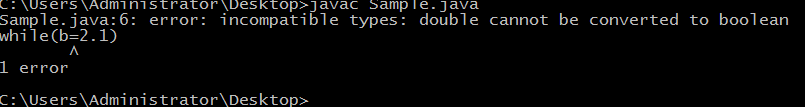 C:\Users\Administrator\Desktop>javac Sample.java
Sample.java:6: error: incompatible types: double cannot be converted to boolean
while(b=2.1)
       ^
1 error
C:\Users\Administrator\Desktop>